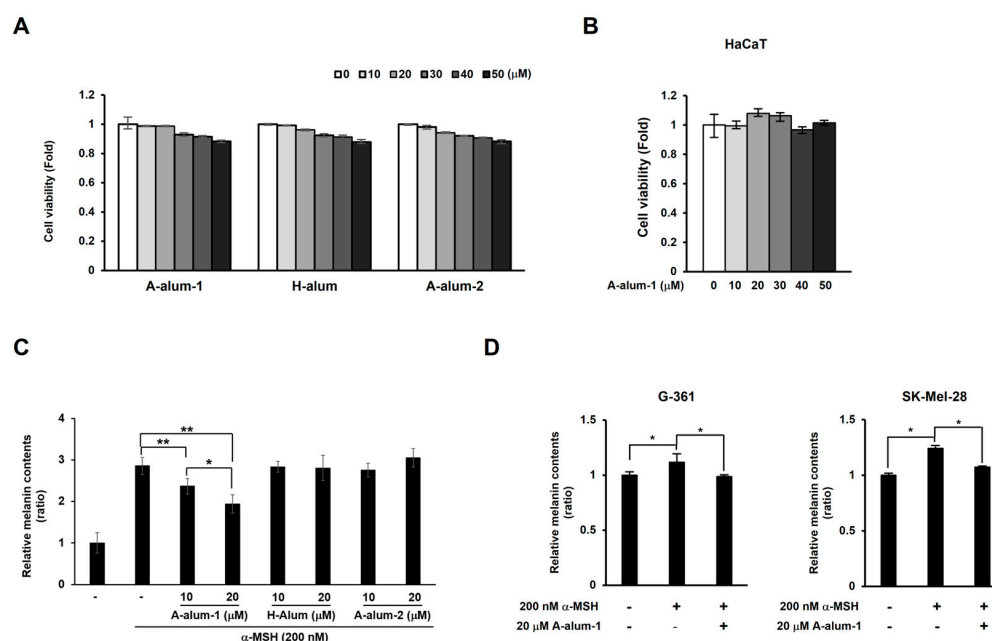 A
0 10 20 30 40 50 (μM)
Cell viability (Fold)
1.2
1
0.8
0.6
0.4
0.2
0
A-alum-1 H-alum A-alum-2
B
HaCaT
Cell viability (Fold)
1.2
1
0.8
0.6
0.4
0.2
0
A-alum-1 (μM) 0 10 20 30 40 50
C
Relative melanin contents
(ratio)
4
3
2
1
0
**
**
*
- - 10 20 10 20 10 20
A-alum-1 (μM) H-Alum (μM) A-alum-2 (μM)
α-MSH (200 nM)
D
G-361
Relative melanin contents
(ratio)
1.5
1
0.5
0
* *
200 nM α-MSH - + +
20 μM A-alum-1 - - +
SK-Mel-28
Relative melanin contents
(ratio)
1.5
1
0.5
0
* *
200 nM α-MSH - + +
20 μM A-alum-1 - - +